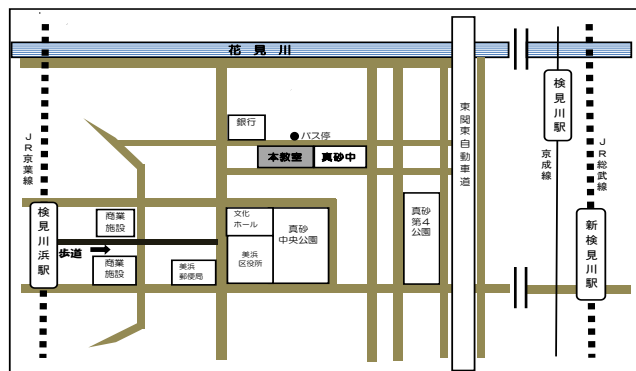 花見川
東関東自動車道
検見川駅
京成線
JR総武線
新検見川駅
JR京葉線
検見川浜駅
銀行
バス停
本教室
真砂中
商業
施設
歩道
商業
施設
文化
ホール
美浜
区役所
真砂
中央公園
美浜
郵便局
真砂
第4
公園